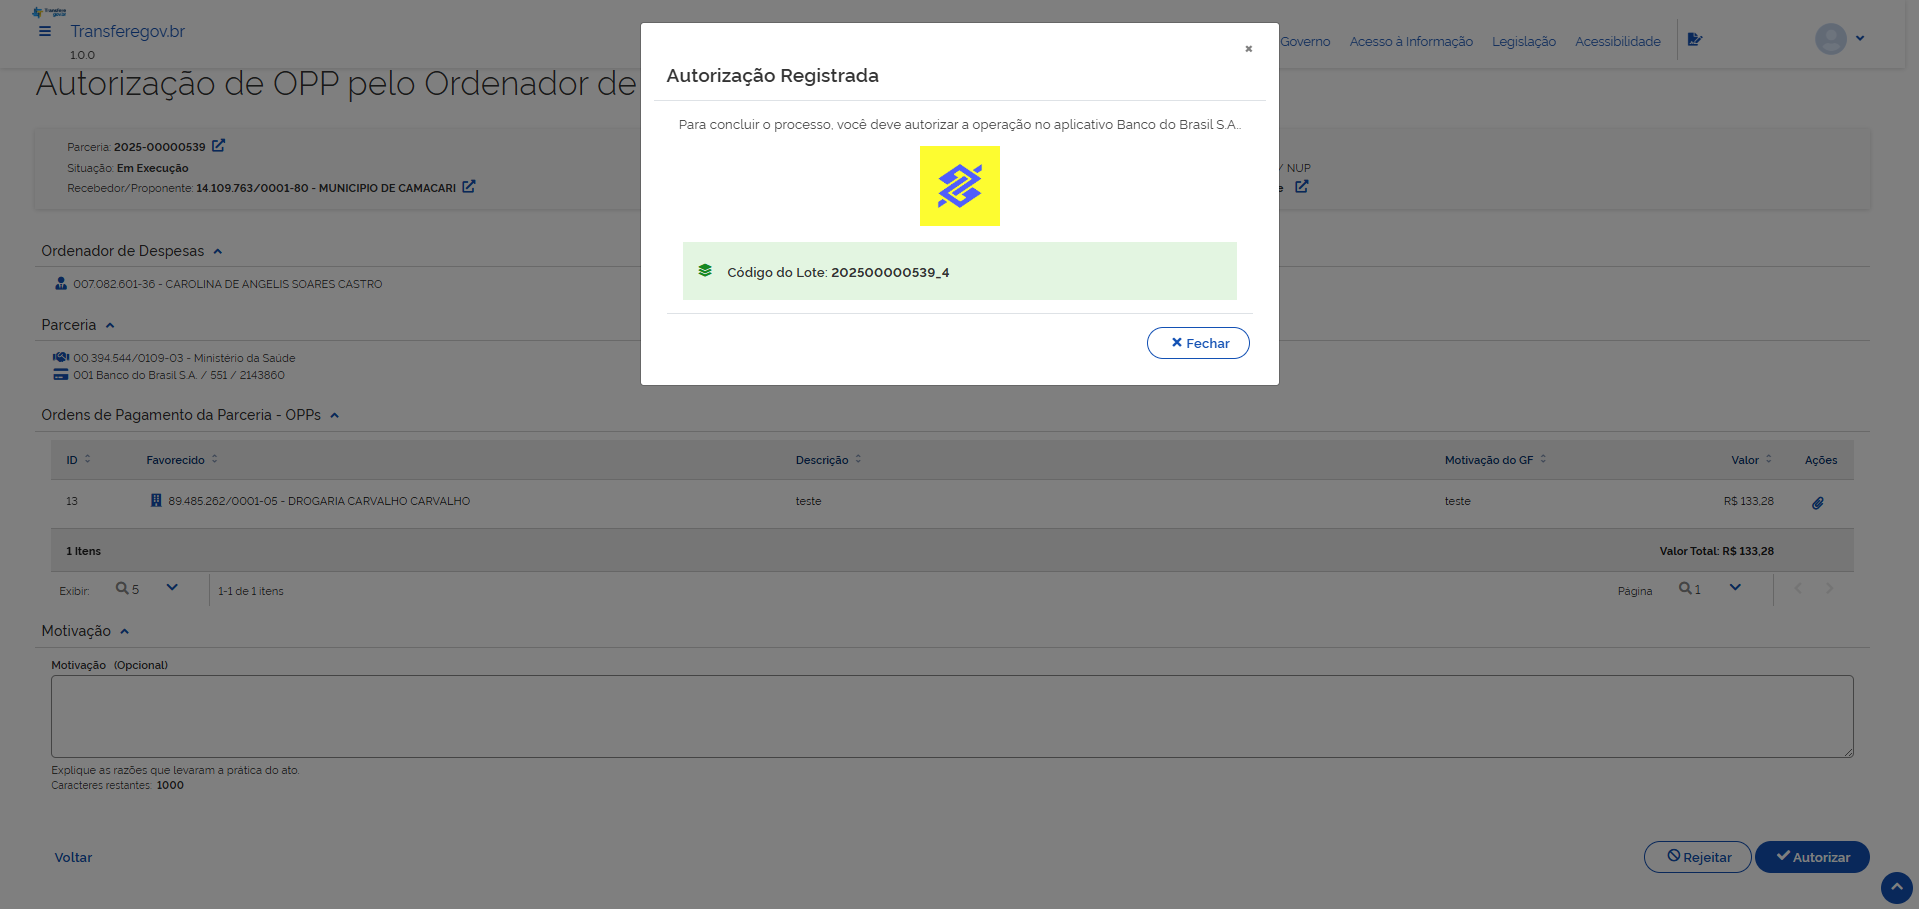 Transfere
gov.br
Transferegov.br
1.0.0
Governo
Acesso à Informação
Legislação
Acessibilidade
Autorização de OPP pelo Ordenador de
Parceria: 2025-00000539
Situação: Em Execução
Recebedor/Proponente: 14.109.763/0001-80 - MUNICIPIO DE CAMACARI
/ NUP
e
×
Autorização Registrada
Para concluir o processo, você deve autorizar a operação no aplicativo Banco do Brasil S.A..
Código do Lote: 202500000539_4
Fechar
Ordenador de Despesas
007.082.601-36 - CAROLINA DE ANGELIS SOARES CASTRO
Parceria
00.394.544/0109-03 - Ministério da Saúde
001 Banco do Brasil S.A. / 551 / 2143860
Ordens de Pagamento da Parceria - OPPs
ID Favorecido Descrição Motivação do GF Valor Ações
13 89.485.262/0001-05 - DROGARIA CARVALHO CARVALHO teste teste R$ 133,28
1 Itens Valor Total: R$ 133,28
Exibir: 5 1-1 de 1 itens Página 1
Motivação
Motivação (Opcional)
Explique as razões que levaram a prática do ato.
Caracteres restantes: 1000
Voltar
Rejeitar
Autorizar